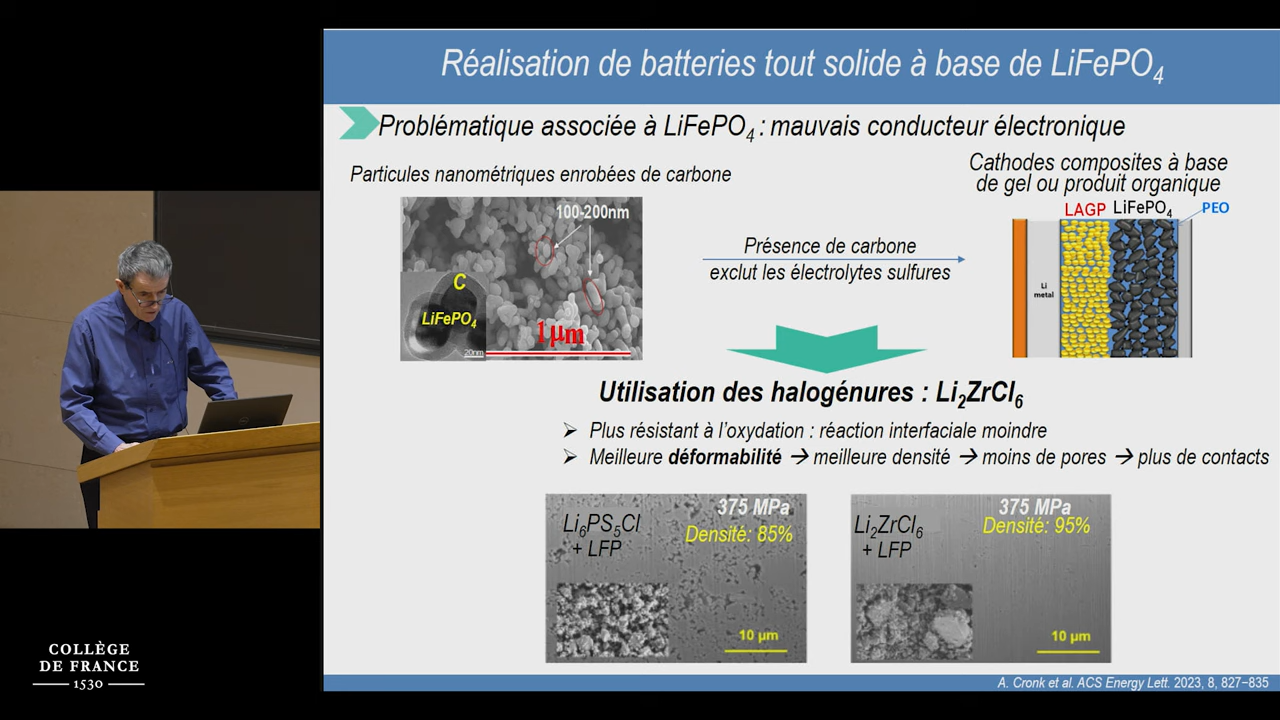 Réalisation de batteries tout solide à base de LiFePO₄
Problématique associée à LiFePO₄ : mauvais conducteur électronique
Particules nanométriques enrobées de carbone
100-200nm
C
LiFePO₄
20nm
1µm
Présence de carbone
exclut les électrolytes sulfures
Cathodes composites à base
de gel ou produit organique
LAGP LiFePO₄ PEO
Li
metal
Utilisation des halogénures : Li₂ZrCl₆
➢ Plus résistant à l’oxydation : réaction interfaciale moindre
➢ Meilleure déformabilité → meilleure densité → moins de pores → plus de contacts
Li₆PS₅Cl
+ LFP
375 MPa
Densité: 85%
10 µm
Li₂ZrCl₆
+ LFP
375 MPa
Densité: 95%
10 µm
A. Cronk et al. ACS Energy Lett. 2023, 8, 827−835
COLLÈGE
DE FRANCE
1530